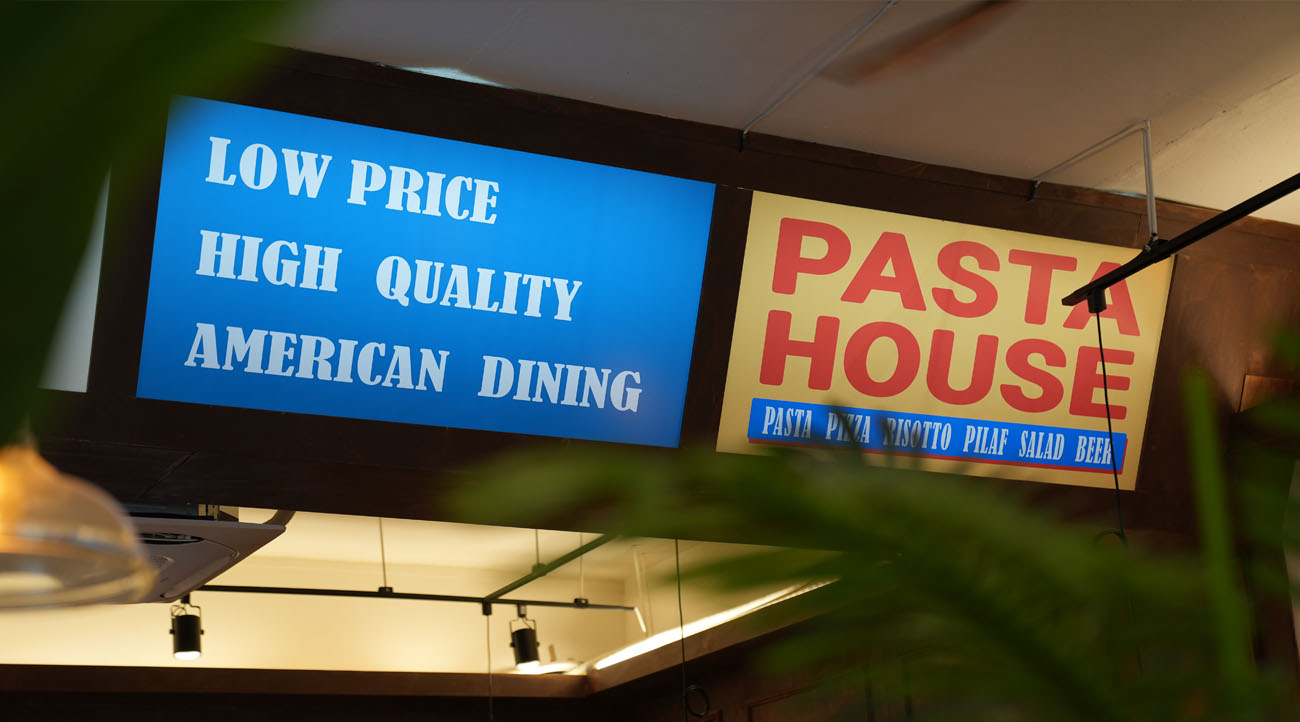 LOW PRICE
HIGH QUALITY
AMERICAN DINING
PASTA
HOUSE
PASTA PIZZA RISOTTO PILAF SALAD BEER